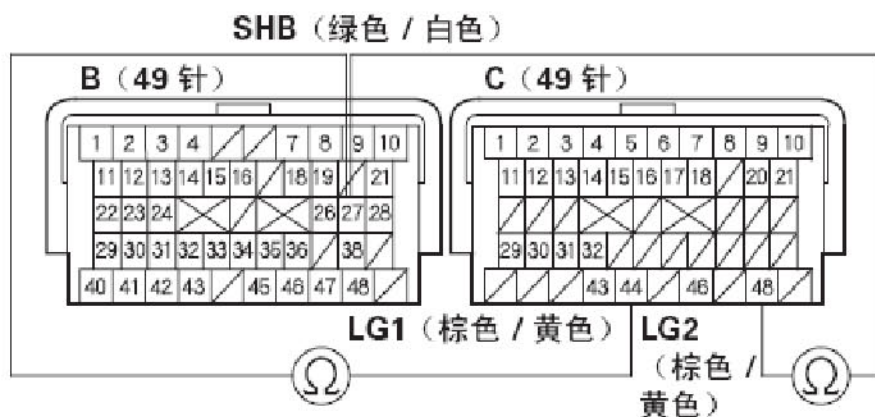 SHB（绿色 / 白色）
B（49 针）
C（49 针）
1 2 3 4 7 8 9 10
11 12 13 14 15 16 18 19 21
22 23 24 26 27 28
29 30 31 32 33 34 35 36 38
40 41 42 43 45 46 47 48
1 2 3 4 5 6 7 8 9 10
11 12 13 14 15 16 17 18 20 21
29 30 31 32
43 44 46 48
LG1（棕色 / 黄色）
LG2
（棕色 /
黄色）
Ω
Ω